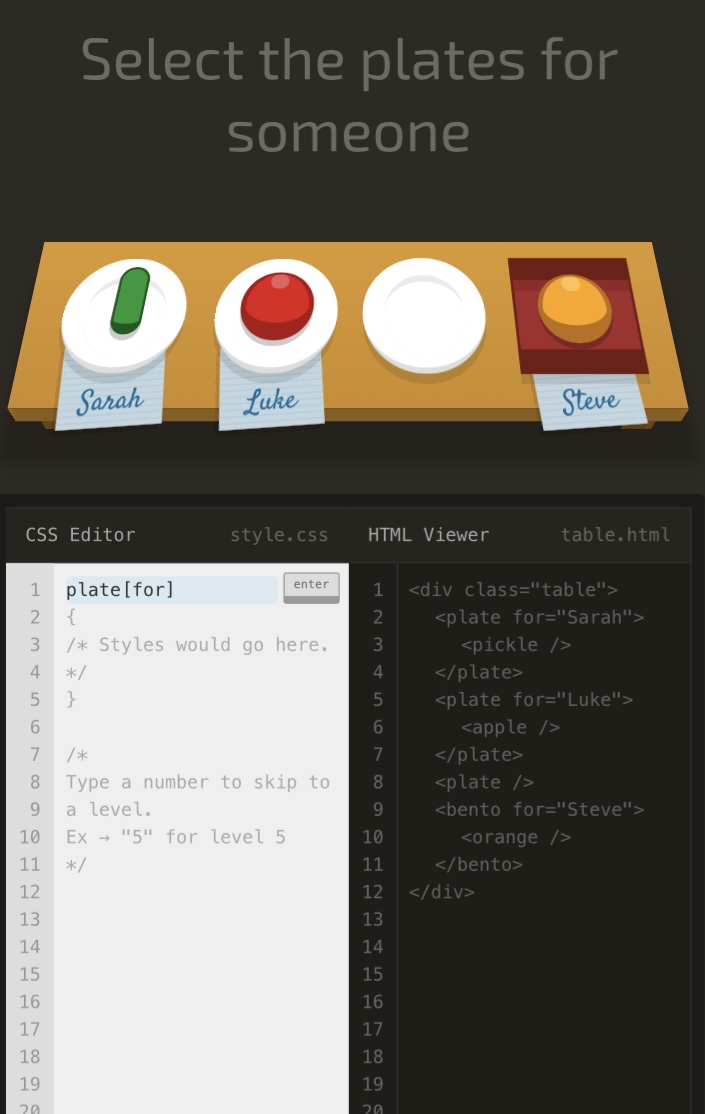 Select the plates for
someone
Sarah
Luke
Steve
CSS Editor
style.css
HTML Viewer
table.html
1 plate[for]
enter
2 {
3 /* Styles would go here.
4 */
5 }
6
7 /*
8 Type a number to skip to
9 a level.
10 Ex → "5" for level 5
11 */
12
13
14
15
16
17
18
19
20
1 <div class="table">
2 <plate for="Sarah">
3 <pickle />
4 </plate>
5 <plate for="Luke">
6 <apple />
7 </plate>
8 <plate />
9 <bento for="Steve">
10 <orange />
11 </bento>
12 </div>
13
14
15
16
17
18
19
20